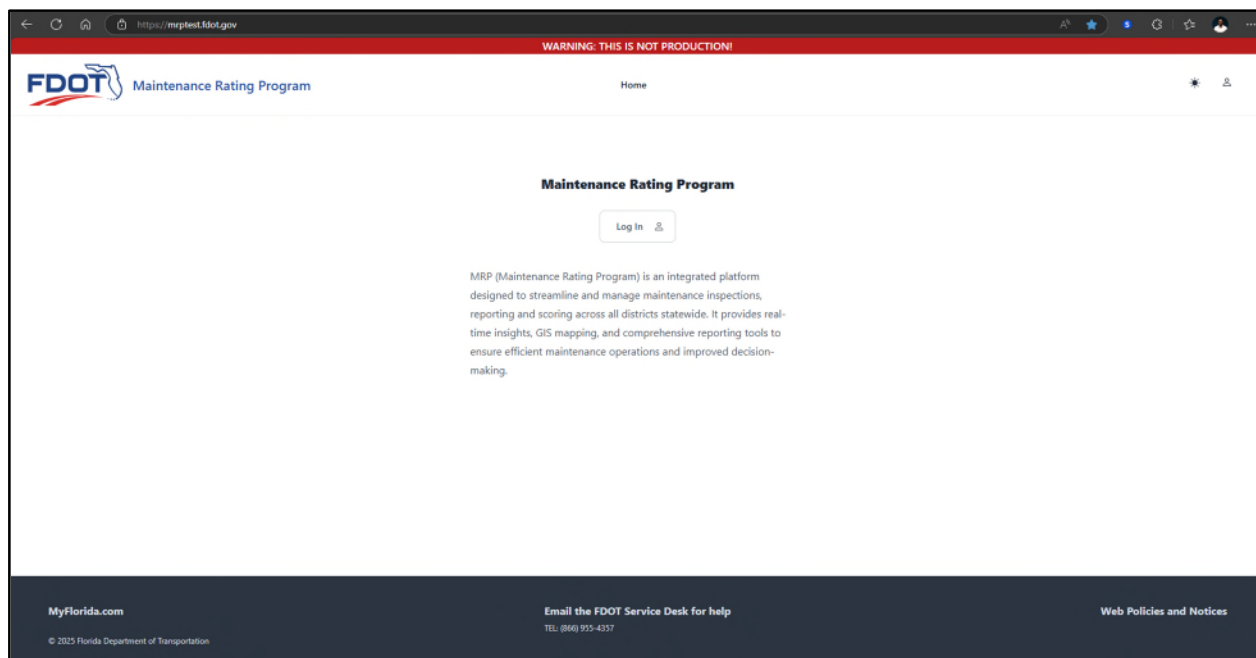 https://mrptest.fdot.gov
WARNING: THIS IS NOT PRODUCTION!
FDOT Maintenance Rating Program
Home
Maintenance Rating Program
Log In
MRP (Maintenance Rating Program) is an integrated platform
designed to streamline and manage maintenance inspections,
reporting and scoring across all districts statewide. It provides real-
time insights, GIS mapping, and comprehensive reporting tools to
ensure efficient maintenance operations and improved decision-
making.
MyFlorida.com
© 2025 Florida Department of Transportation
Email the FDOT Service Desk for help
TEL: (866) 955-4357
Web Policies and Notices